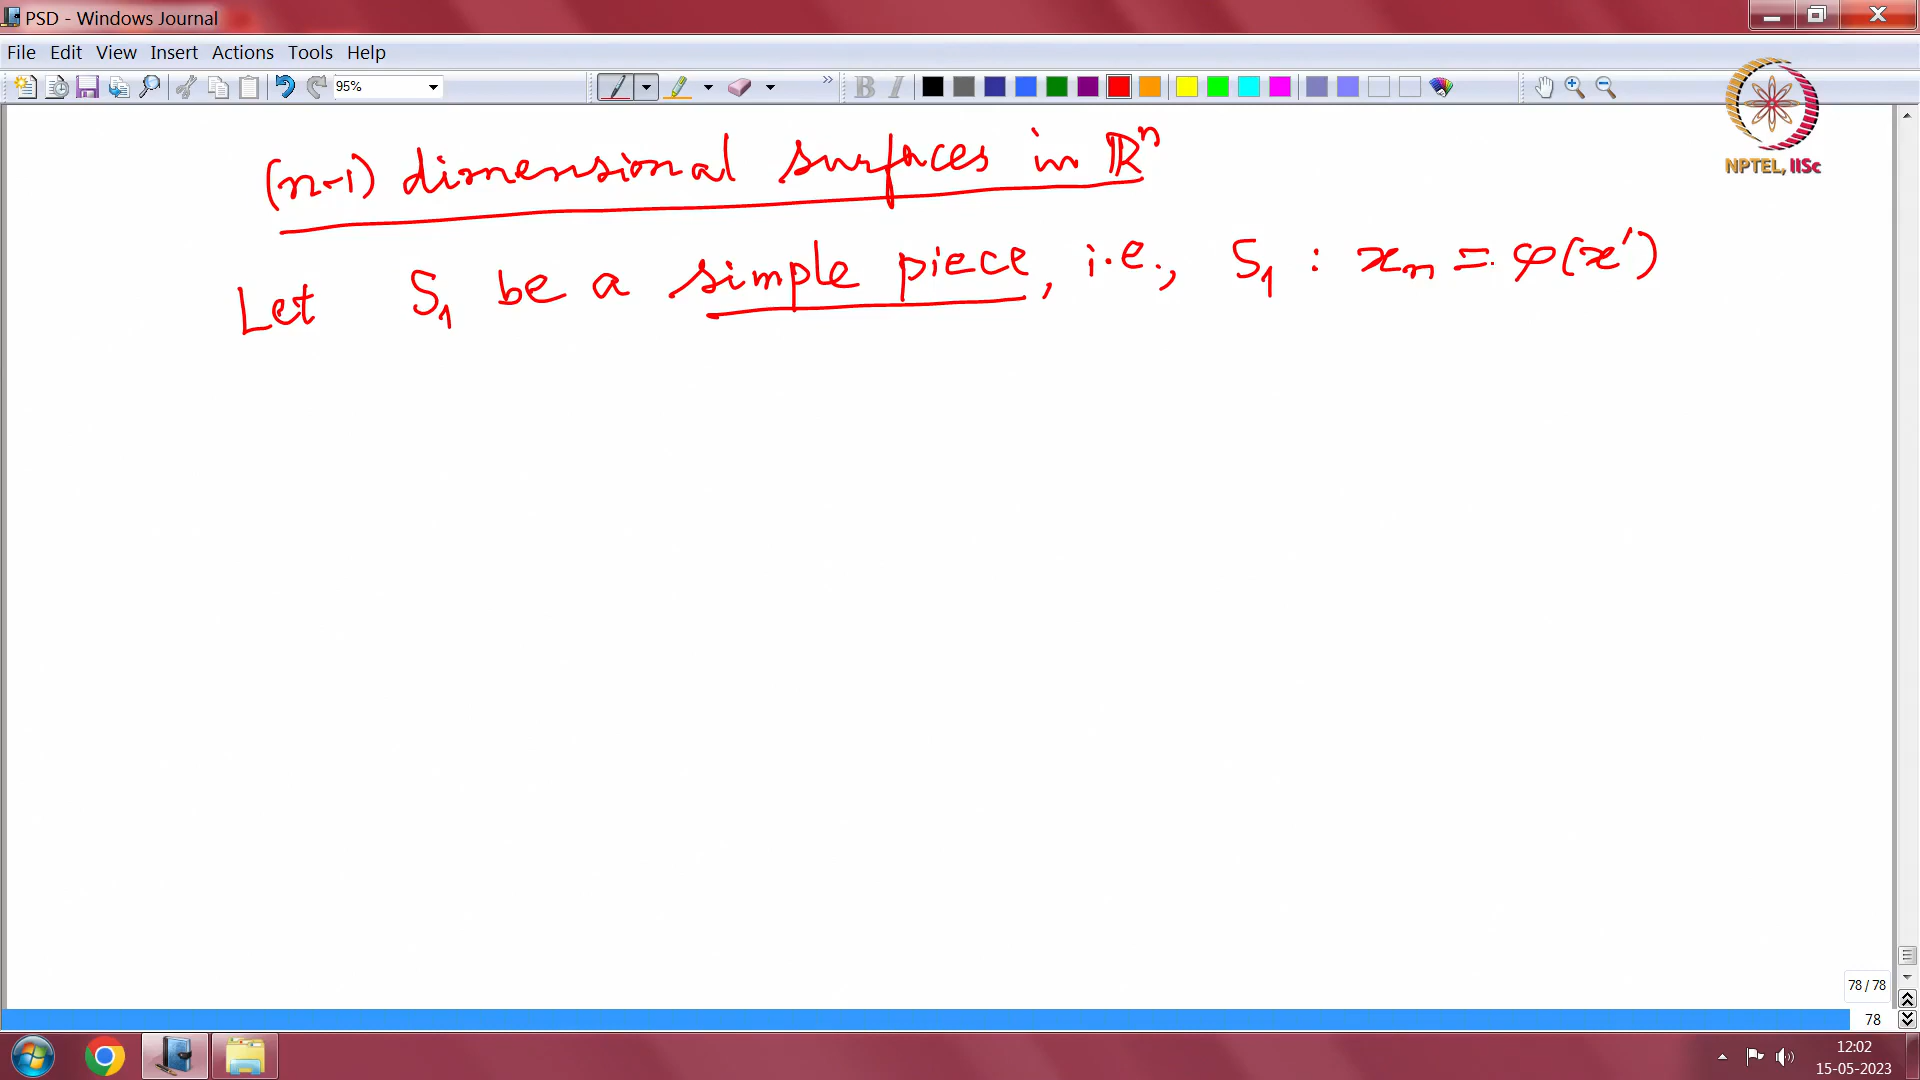 PSD - Windows Journal
File Edit View Insert Actions Tools Help
95%
NPTEL, IISc
(n-1) dimensional surfaces in ℝⁿ
Let S₁ be a simple piece, i.e., S₁ : xₙ = φ(x′)
78 / 78
78
12:02
15-05-2023